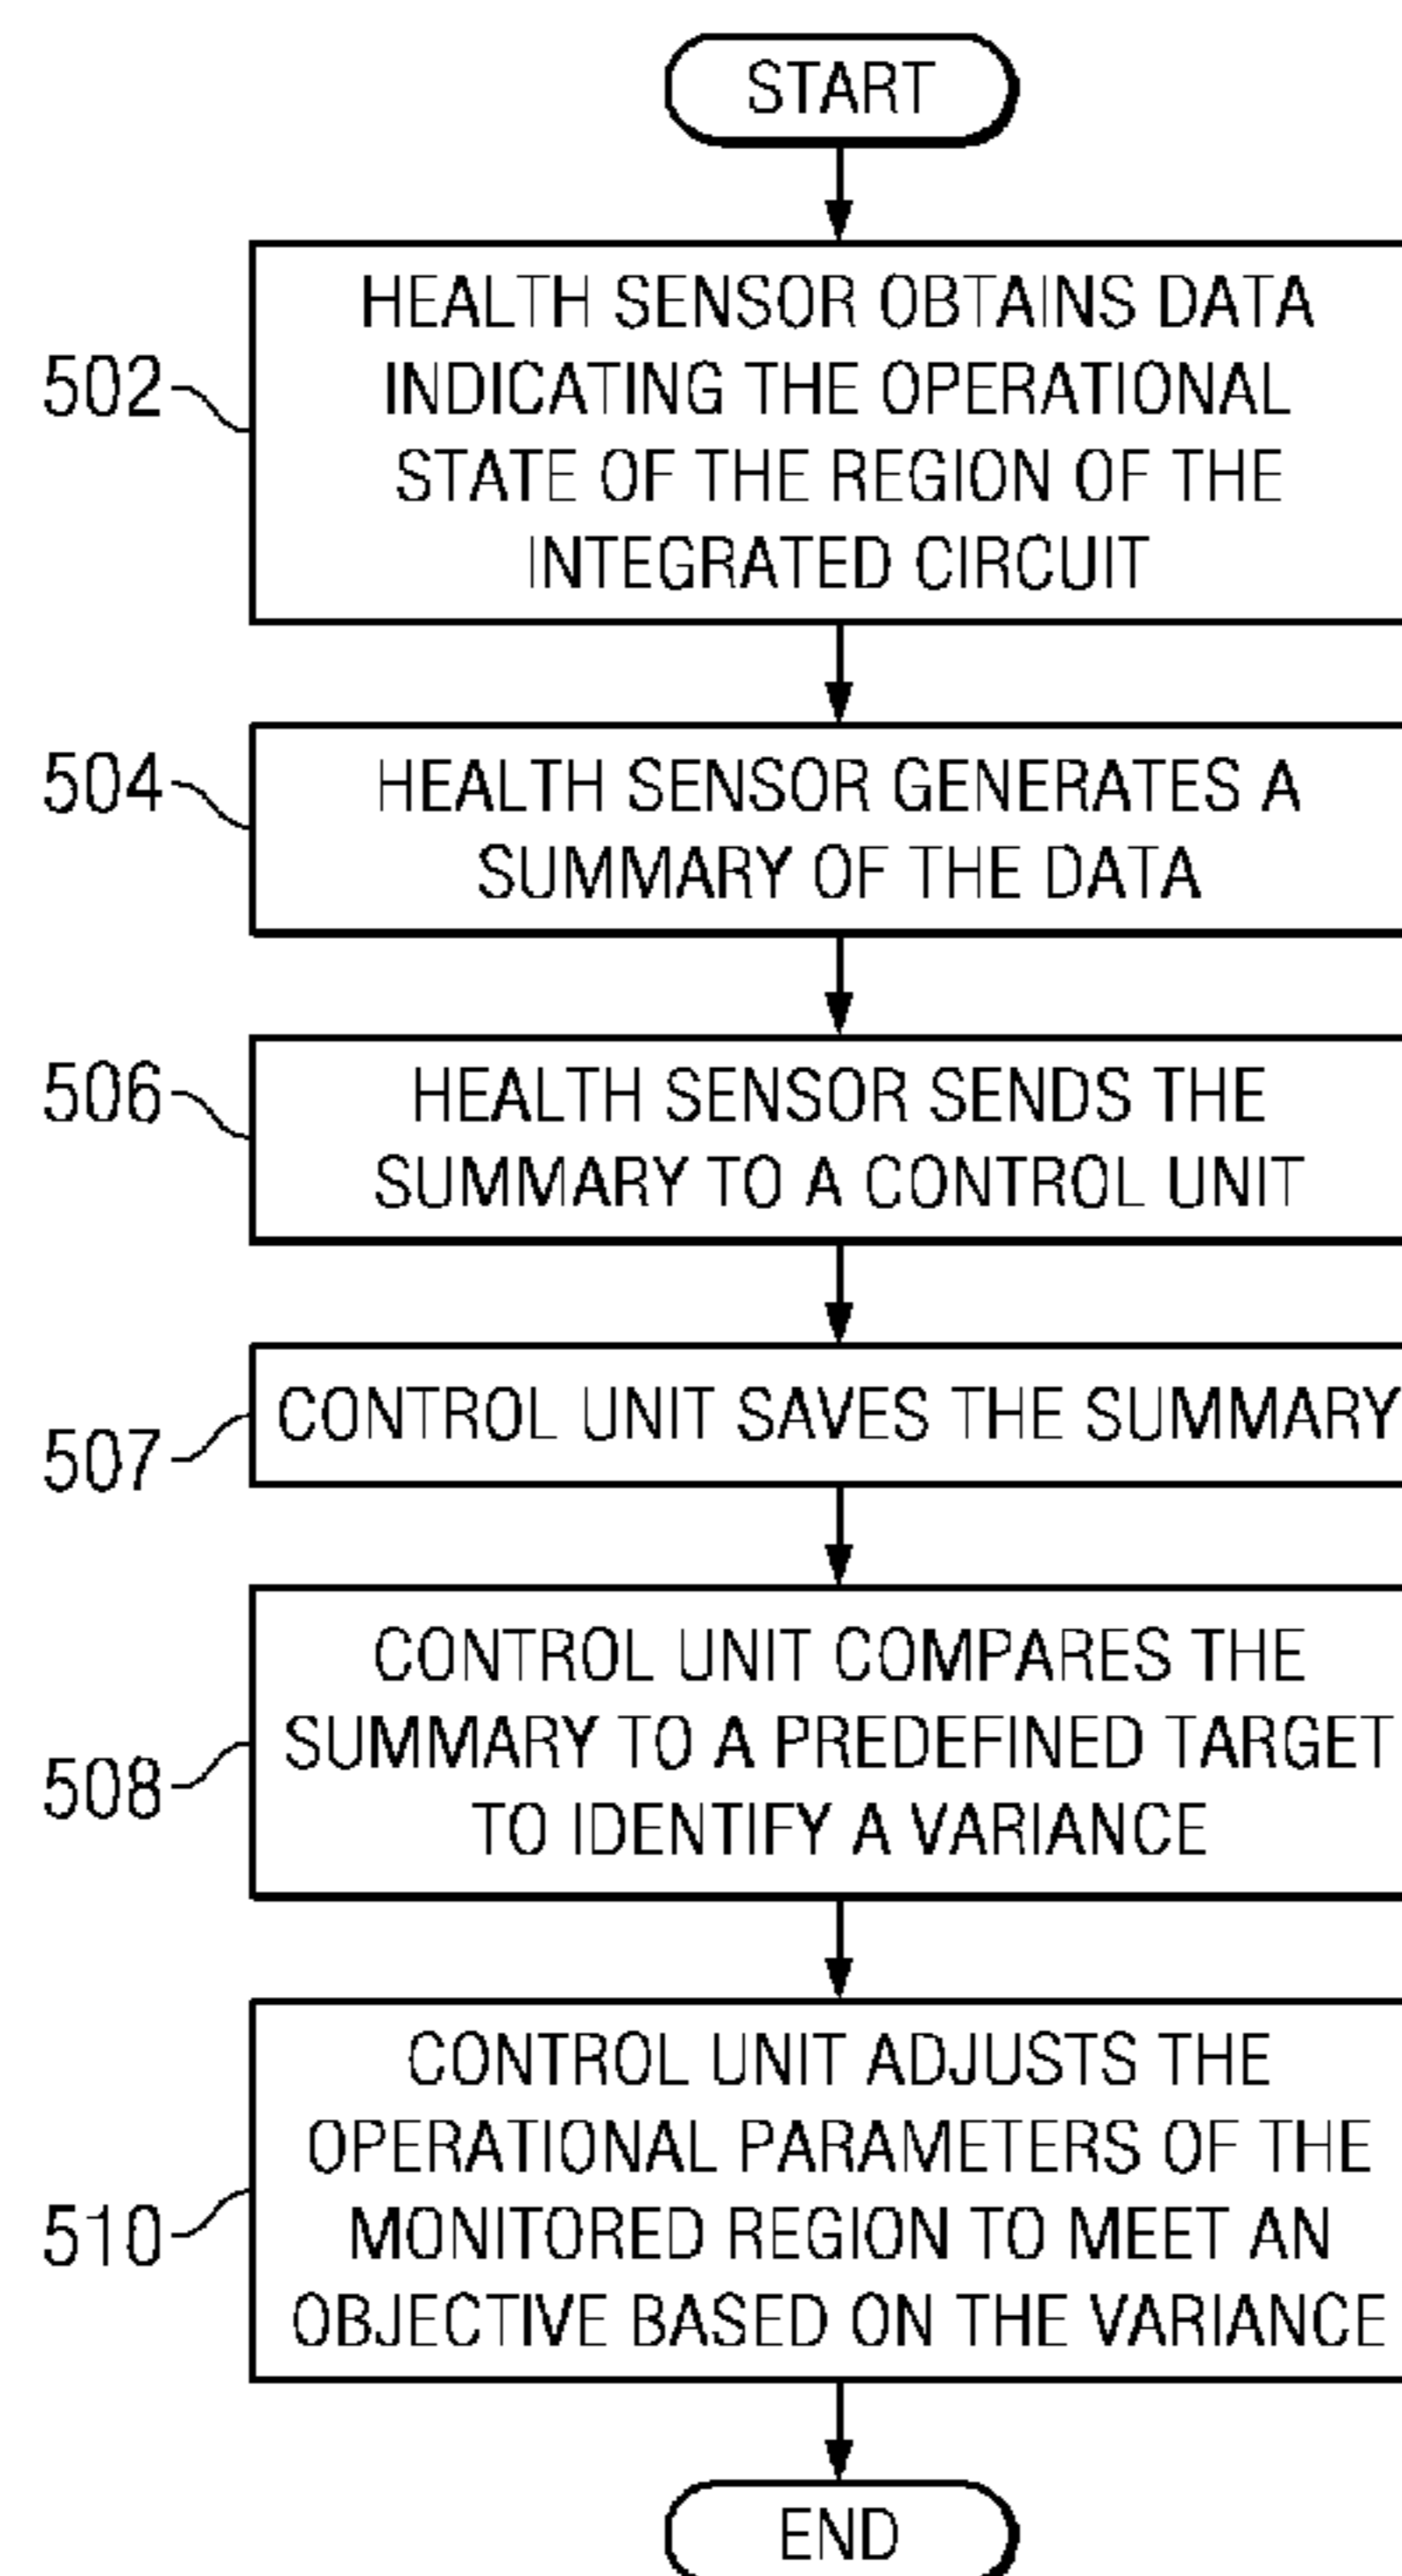 START
502
HEALTH SENSOR OBTAINS DATA
INDICATING THE OPERATIONAL
STATE OF THE REGION OF THE
INTEGRATED CIRCUIT
504
HEALTH SENSOR GENERATES A
SUMMARY OF THE DATA
506
HEALTH SENSOR SENDS THE
SUMMARY TO A CONTROL UNIT
507
CONTROL UNIT SAVES THE SUMMARY
508
CONTROL UNIT COMPARES THE
SUMMARY TO A PREDEFINED TARGET
TO IDENTIFY A VARIANCE
510
CONTROL UNIT ADJUSTS THE
OPERATIONAL PARAMETERS OF THE
MONITORED REGION TO MEET AN
OBJECTIVE BASED ON THE VARIANCE
END